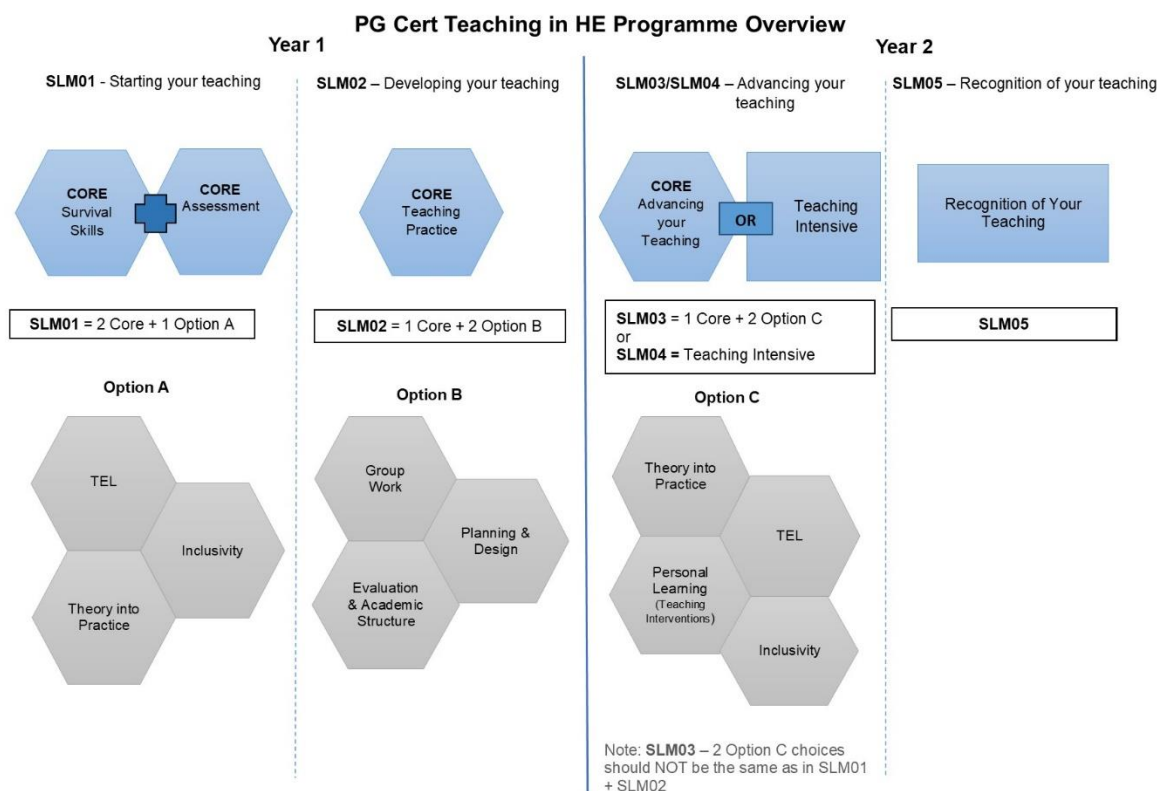 PG Cert Teaching in HE Programme Overview
Year 1
Year 2
SLM01 - Starting your teaching
SLM02 – Developing your teaching
SLM03/SLM04 – Advancing your
teaching
SLM05 – Recognition of your teaching
CORE
Survival
Skills
CORE
Assessment
CORE
Teaching
Practice
CORE
Advancing
your
Teaching
OR
Teaching
Intensive
Recognition of Your
Teaching
SLM01 = 2 Core + 1 Option A
SLM02 = 1 Core + 2 Option B
SLM03 = 1 Core + 2 Option C
or
SLM04 = Teaching Intensive
SLM05
Option A
TEL
Inclusivity
Theory into
Practice
Option B
Group
Work
Planning &
Design
Evaluation
& Academic
Structure
Option C
Theory into
Practice
TEL
Personal
Learning
(Teaching
Interventions)
Inclusivity
Note: SLM03 – 2 Option C choices
should NOT be the same as in SLM01
+ SLM02